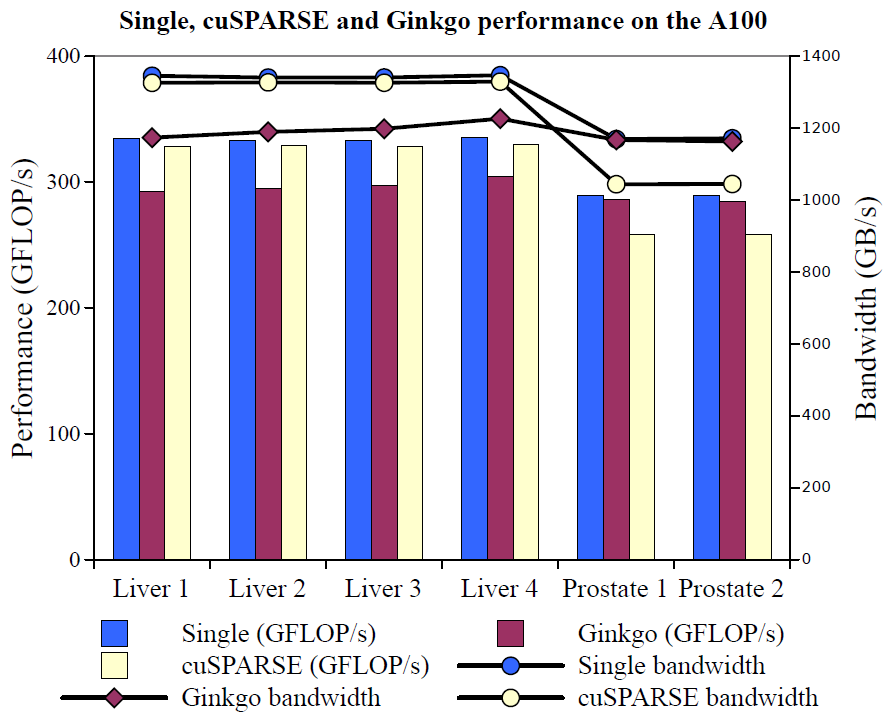 Single, cuSPARSE and Ginkgo performance on the A100
400
300
200
100
0
Performance (GFLOP/s)
1400
1200
1000
800
600
400
200
0
Bandwidth (GB/s)
Liver 1 Liver 2 Liver 3 Liver 4 Prostate 1 Prostate 2
Single (GFLOP/s) Ginkgo (GFLOP/s)
cuSPARSE (GFLOP/s) Single bandwidth
Ginkgo bandwidth cuSPARSE bandwidth